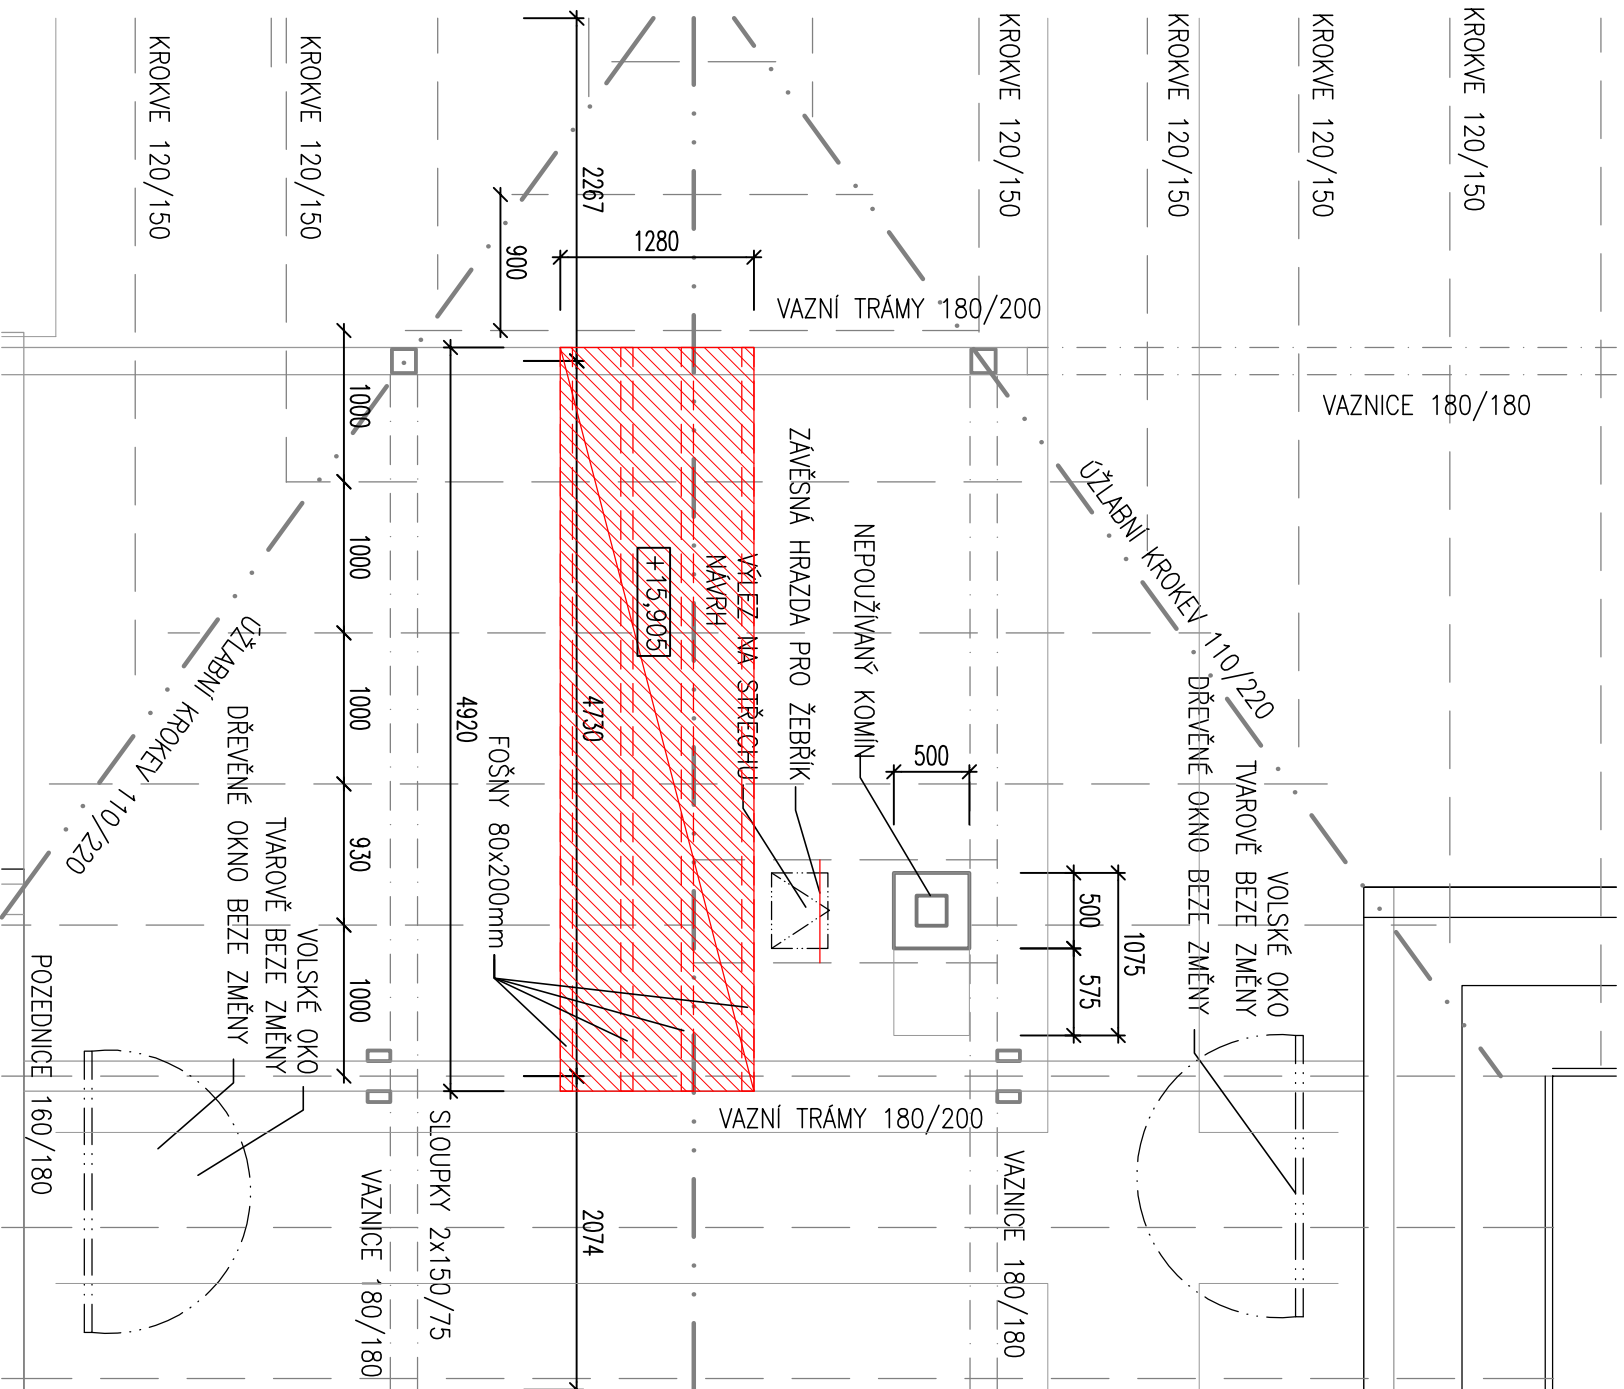 KROKVE 120/150
KROKVE 120/150
KROKVE 120/150
KROKVE 120/150
KROKVE 120/150
KROKVE 120/150
2267
900
1280
VAZNÍ TRÁMY 180/200
VAZNICE 180/180
ÚŽLABNÍ KROKEV 110/220
1000
1000
1000
930
1000
4920
4730
+15,905
NÁVRH
VÝLEZ NA STŘECHU
ZÁVĚSNÁ HRAZDA PRO ŽEBŘÍK
NEPOUŽÍVANÝ KOMÍN
500
500
575
1075
VOLSKÉ OKO
TVAROVĚ BEZE ZMĚNY
DŘEVĚNÉ OKNO BEZE ZMĚNY
ÚŽLABNÍ KROKEV 110/220
VOLSKÉ OKO
TVAROVĚ BEZE ZMĚNY
DŘEVĚNÉ OKNO BEZE ZMĚNY
FOŠNY 80x200mm
POZEDNICE 160/180
VAZNÍ TRÁMY 180/200
SLOUPKY 2x150/75
VAZNICE 180/180
2074
VAZNICE 180/180